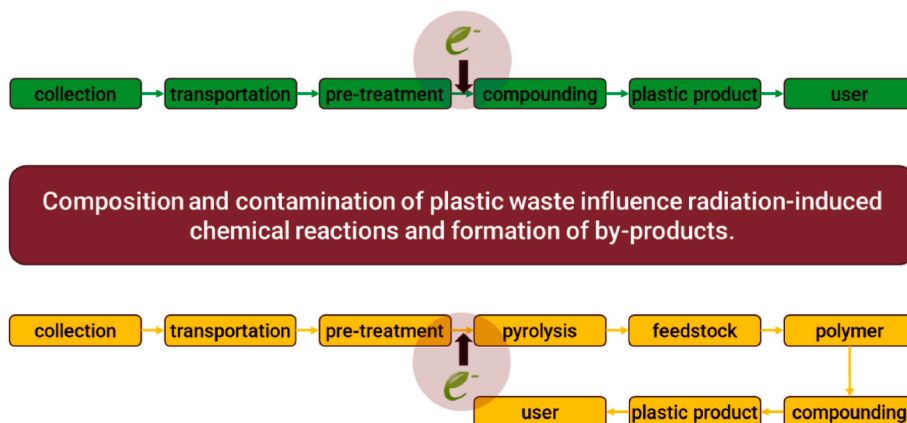 e-
collection transportation pre-treatment compounding plastic product user
Composition and contamination of plastic waste influence radiation-induced
chemical reactions and formation of by-products.
collection transportation pre-treatment pyrolysis feedstock polymer
e-
user plastic product compounding